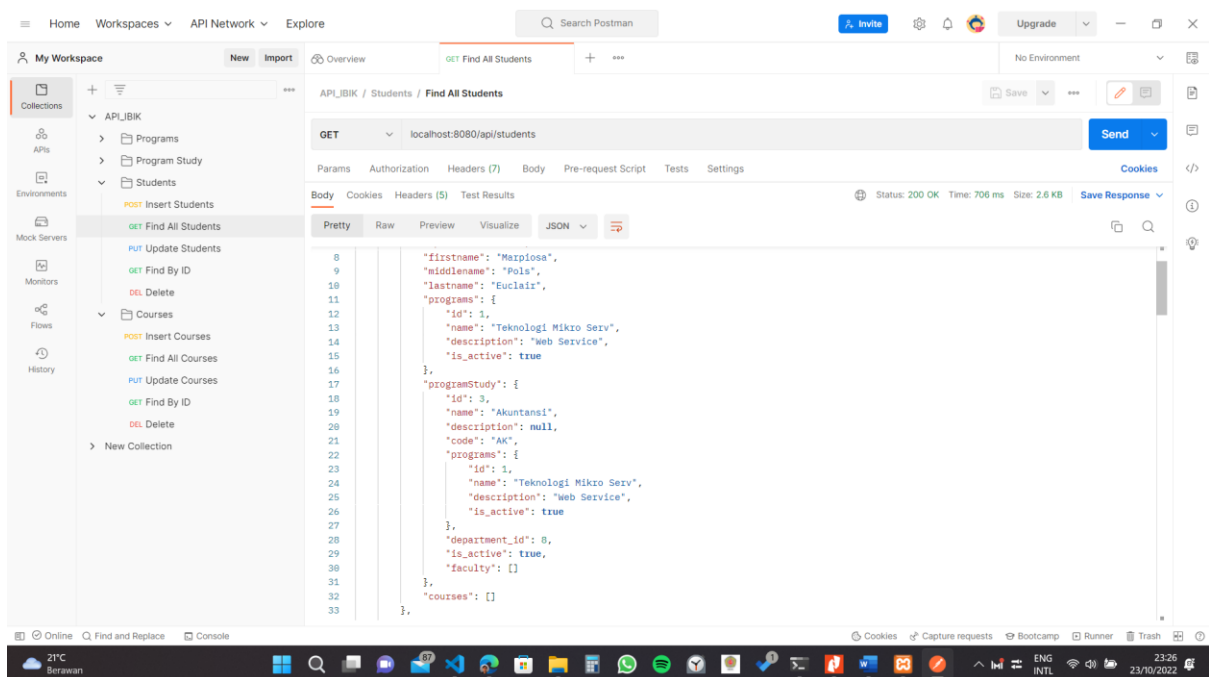 Home Workspaces API Network Explore Search Postman Invite Upgrade
My Workspace New Import Overview GET Find All Students No Environment
Collections
APIs
Environments
Mock Servers
Monitors
Flows
History
API_IBIK
Programs
Program Study
Students
POST Insert Students
GET Find All Students
PUT Update Students
GET Find By ID
DEL Delete
Courses
POST Insert Courses
GET Find All Courses
PUT Update Courses
GET Find By ID
DEL Delete
New Collection
API_IBIK / Students / Find All Students Save
GET localhost:8080/api/students Send
Params Authorization Headers (7) Body Pre-request Script Tests Settings Cookies
Body Cookies Headers (5) Test Results Status: 200 OK Time: 706 ms Size: 2.6 KB Save Response
Pretty Raw Preview Visualize JSON
8 "firstname": "Marpiosa",
9 "middlename": "Pols",
10 "lastname": "Euclair",
11 "programs": {
12 "id": 1,
13 "name": "Teknologi Mikro Serv",
14 "description": "Web Service",
15 "is_active": true
16 },
17 "programStudy": {
18 "id": 3,
19 "name": "Akuntansi",
20 "description": null,
21 "code": "AK",
22 "programs": {
23 "id": 1,
24 "name": "Teknologi Mikro Serv",
25 "description": "Web Service",
26 "is_active": true
27 },
28 "department_id": 8,
29 "is_active": true,
30 "faculty": []
31 },
32 "courses": []
33 },
Online Find and Replace Console Cookies Capture requests Bootcamp Runner Trash
21°C
Berawan
87
1
ENG
INTL
23:26
23/10/2022